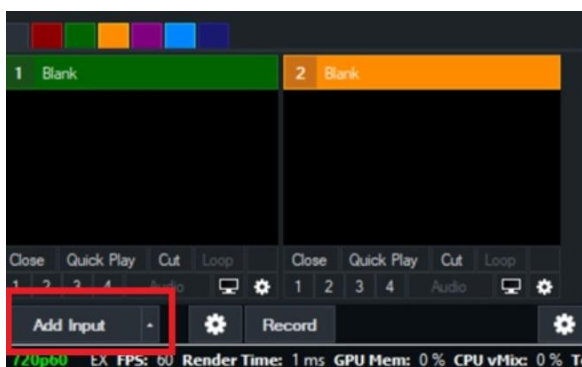 1 Blank 2 Blank
Close Quick Play Cut Loop Close Quick Play Cut Loop
1 2 3 4 Audio 1 2 3 4 Audio
Add Input Record
720p60 EX FPS: 60 Render Time: 1 ms GPU Mem: 0 % CPU vMix: 0 %